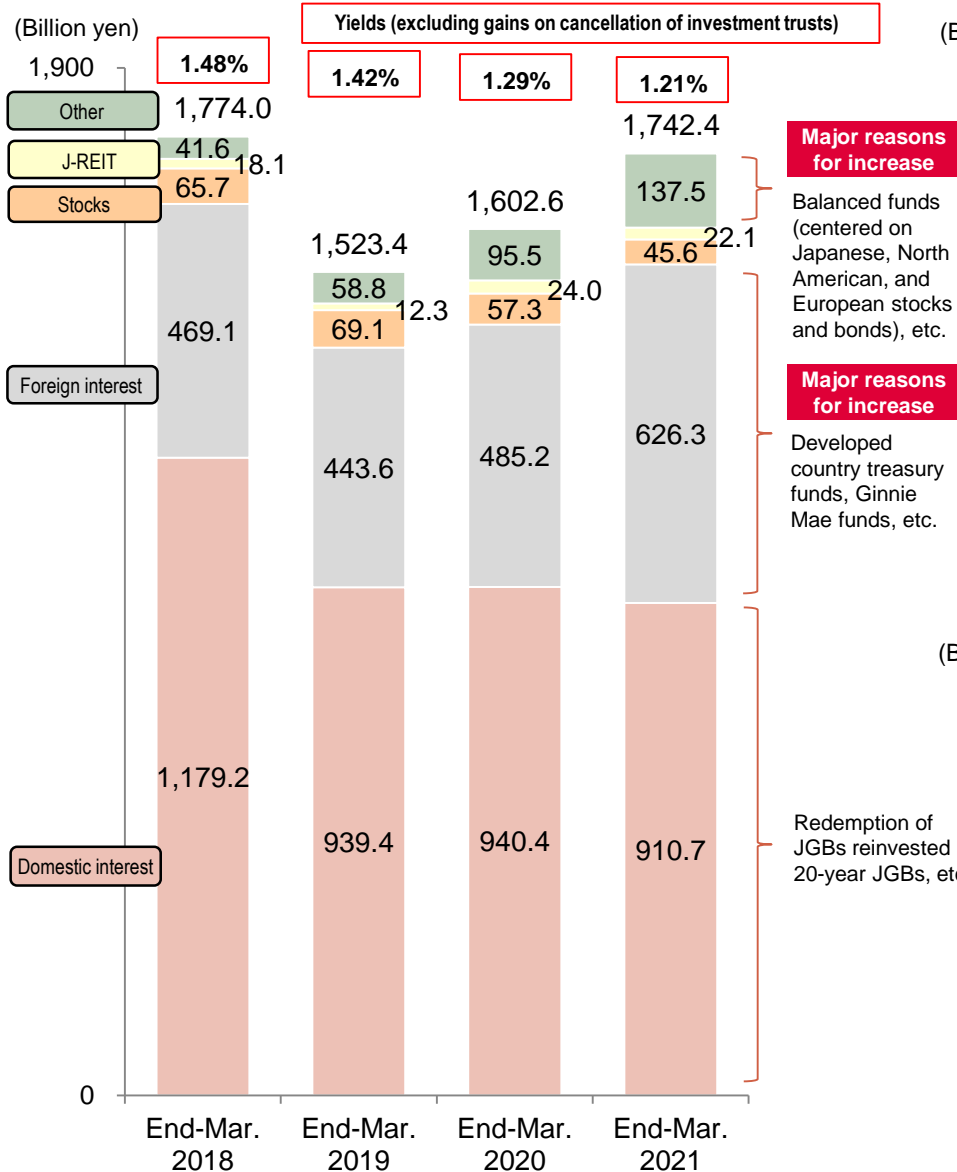 Yields (excluding gains on cancellation of investment trusts)
(Billion yen)
(B
1,900
1.48%
1.42%
1.29%
1.21%
Other
1,774.0
1,742.4
41.6
J-REIT
18.1
Stocks
65.7
1,523.4
1,602.6
137.5
22.1
45.6
58.8
12.3
69.1
95.5
24.0
57.3
Major reasons
for increase
Balanced funds
(centered on
Japanese, North
American, and
European stocks
and bonds), etc.
469.1
Foreign interest
443.6
485.2
626.3
Major reasons
for increase
Developed
country treasury
funds, Ginnie
Mae funds, etc.
(B
1,179.2
Domestic interest
939.4
940.4
910.7
Redemption of
JGBs reinvested
20-year JGBs, etc
0
End-Mar.
2018
End-Mar.
2019
End-Mar.
2020
End-Mar.
2021